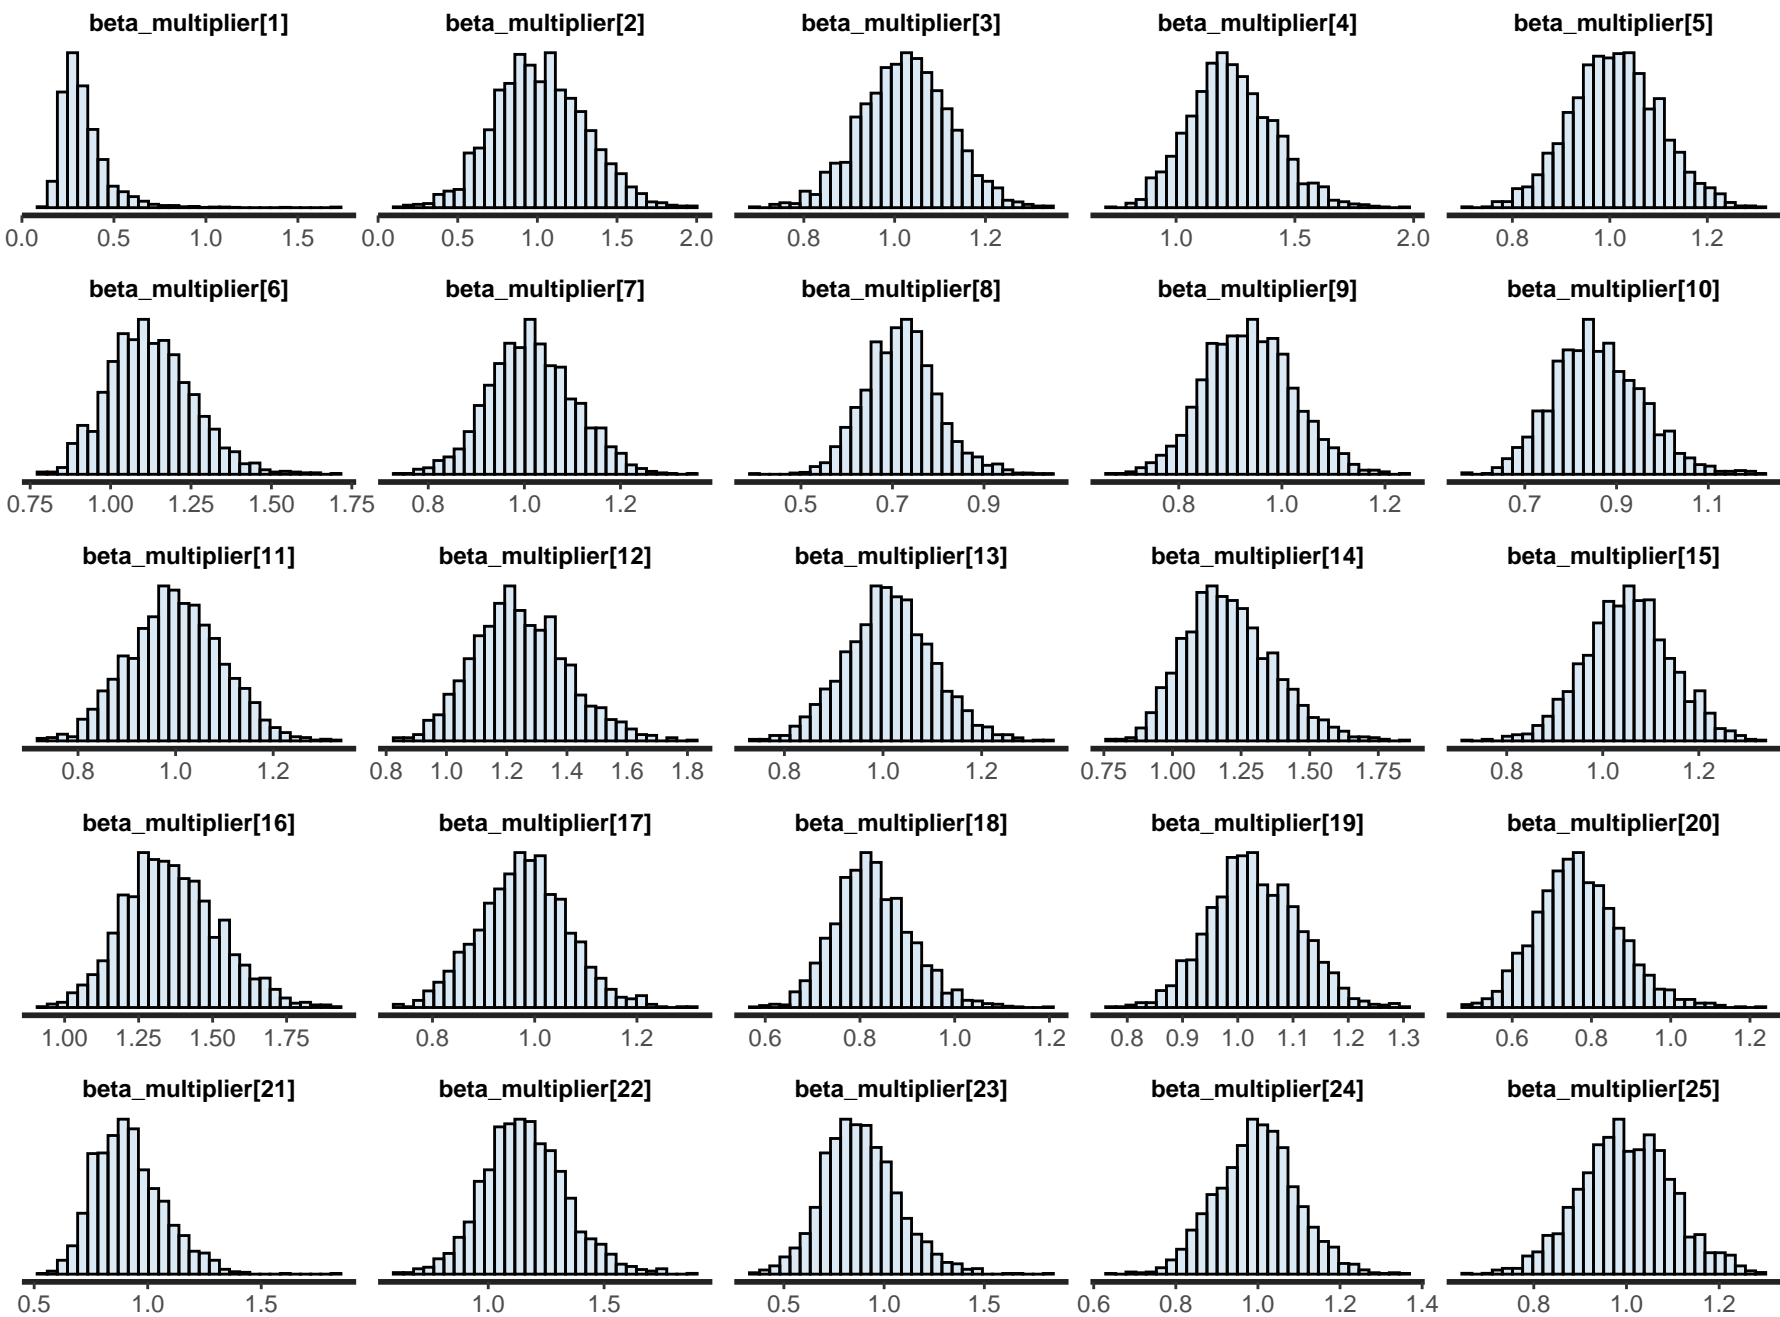 beta_multiplier[1] beta_multiplier[2] beta_multiplier[3] beta_multiplier[4] beta_multiplier[5]
0.0 0.5 1.0 1.5 0.0 0.5 1.0 1.5 2.0 0.8 1.0 1.2 1.0 1.5 2.0 0.8 1.0 1.2
beta_multiplier[6] beta_multiplier[7] beta_multiplier[8] beta_multiplier[9] beta_multiplier[10]
0.75 1.00 1.25 1.50 1.75 0.8 1.0 1.2 0.5 0.7 0.9 0.8 1.0 1.2 0.7 0.9 1.1
beta_multiplier[11] beta_multiplier[12] beta_multiplier[13] beta_multiplier[14] beta_multiplier[15]
0.8 1.0 1.2 0.8 1.0 1.2 1.4 1.6 1.8 0.8 1.0 1.2 0.75 1.00 1.25 1.50 1.75 0.8 1.0 1.2
beta_multiplier[16] beta_multiplier[17] beta_multiplier[18] beta_multiplier[19] beta_multiplier[20]
1.00 1.25 1.50 1.75 0.8 1.0 1.2 0.6 0.8 1.0 1.2 0.8 0.9 1.0 1.1 1.2 1.3 0.6 0.8 1.0 1.2
beta_multiplier[21] beta_multiplier[22] beta_multiplier[23] beta_multiplier[24] beta_multiplier[25]
0.5 1.0 1.5 1.0 1.5 0.5 1.0 1.5 0.6 0.8 1.0 1.2 1.4 0.8 1.0 1.2